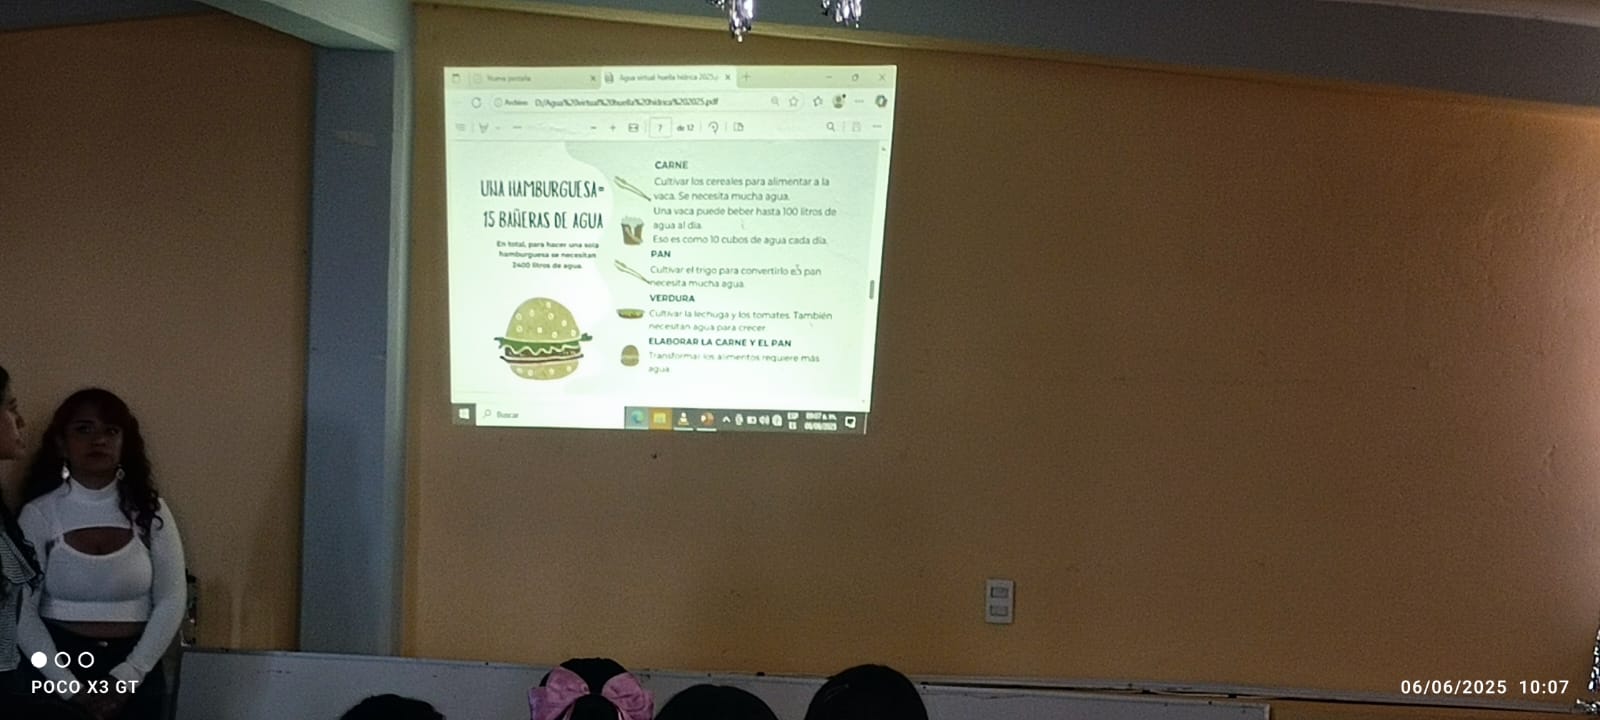 Nueva pestaña
Agua virtual huella hídrica 2025.p
Archivo D:/Agua%20virtual%20huella%20hídrica%202025.pdf
7 de 12
UNA HAMBURGUESA=
15 BAÑERAS DE AGUA
En total, para hacer una sola
hamburguesa se necesitan
2400 litros de agua.
CARNE
Cultivar los cereales para alimentar a la
vaca. Se necesita mucha agua.
Una vaca puede beber hasta 100 litros de
agua al día.
Eso es como 10 cubos de agua cada día.
PAN
Cultivar el trigo para convertirlo en pan
necesita mucha agua.
VERDURA
Cultivar la lechuga y los tomates. También
necesitan agua para crecer.
ELABORAR LA CARNE Y EL PAN
Transformar los alimentos requiere más
agua.
Buscar
ESP
06/06/2025
POCO X3 GT
06/06/2025 10:07